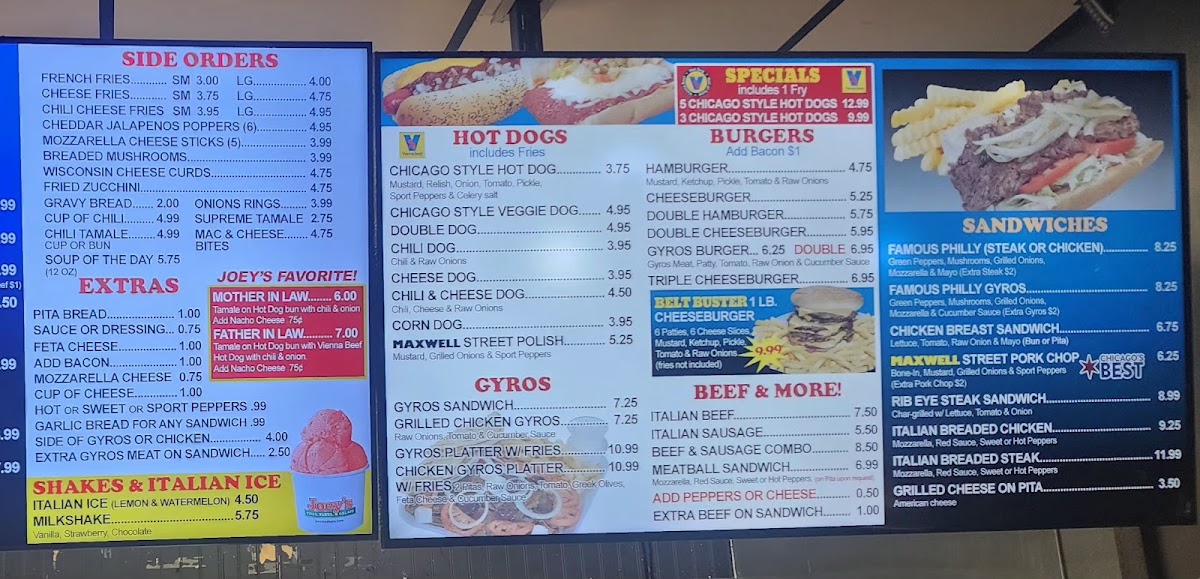 99
99
.99
ef $1)
.50
.99
.99
.99
SIDE ORDERS
FRENCH FRIES........... SM 3.00 LG................ 4.00
CHEESE FRIES........... SM 3.75 LG................ 4.75
CHILI CHEESE FRIES SM 3.95 LG................ 4.95
CHEDDAR JALAPENOS POPPERS (6)................ 4.95
MOZZARELLA CHEESE STICKS (5)................ 3.99
BREADED MUSHROOMS................ 3.99
WISCONSIN CHEESE CURDS................ 4.75
FRIED ZUCCHINI................ 4.75
GRAVY BREAD....... 2.00 ONIONS RINGS........ 3.99
CUP OF CHILI....... 4.99 SUPREME TAMALE 2.75
CHILI TAMALE....... 4.99 MAC & CHEESE....... 4.75
CUP OR BUN BITES
SOUP OF THE DAY 5.75
(12 OZ)
EXTRAS
PITA BREAD................ 1.00
SAUCE OR DRESSING... 0.75
FETA CHEESE................ 1.00
ADD BACON................ 1.00
MOZZARELLA CHEESE 0.75
CUP OF CHEESE........... 1.00
HOT OR SWEET OR SPORT PEPPERS .99
GARLIC BREAD FOR ANY SANDWICH .99
SIDE OF GYROS OR CHICKEN............. 4.00
EXTRA GYROS MEAT ON SANDWICH..... 2.50
JOEY'S FAVORITE!
MOTHER IN LAW........ 6.00
Tamale on Hot Dog bun with chili & onion
Add Nacho Cheese .75¢
FATHER IN LAW........ 7.00
Tamale on Hot Dog bun with Vienna Beef
Hot Dog with chili & onion.
Add Nacho Cheese .75¢
SHAKES & ITALIAN ICE
ITALIAN ICE (LEMON & WATERMELON) 4.50
MILKSHAKE................ 5.75
Vanilla, Strawberry, Chocolate
Joey's
HOT DOGS
includes Fries
CHICAGO STYLE HOT DOG............ 3.75
Mustard, Relish, Onion, Tomato, Pickle,
Sport Peppers & Celery salt
CHICAGO STYLE VEGGIE DOG....... 4.95
DOUBLE DOG................ 4.95
CHILI DOG................ 3.95
Chili & Raw Onions
CHEESE DOG................ 3.95
CHILI & CHEESE DOG................ 4.50
Chili, Cheese & Raw Onions
CORN DOG................ 3.95
MAXWELL STREET POLISH........... 5.25
Mustard, Grilled Onions & Sport Peppers
GYROS
GYROS SANDWICH................ 7.25
GRILLED CHICKEN GYROS........... 7.25
Raw Onions, Tomato & Cucumber Sauce
GYROS PLATTER W/ FRIES........... 10.99
CHICKEN GYROS PLATTER........... 10.99
W/ FRIES 2 Pitas, Raw Onions, Tomato, Greek Olives,
Feta Cheese & Cucumber Sauce
SPECIALS
includes 1 Fry
5 CHICAGO STYLE HOT DOGS 12.99
3 CHICAGO STYLE HOT DOGS 9.99
BURGERS
Add Bacon $1
HAMBURGER................ 4.75
Mustard, Ketchup, Pickle, Tomato & Raw Onions
CHEESEBURGER................ 5.25
DOUBLE HAMBURGER................ 5.75
DOUBLE CHEESEBURGER................ 5.95
GYROS BURGER... 6.25 DOUBLE 6.95
Gyros Meat, Patty, Tomato, Raw Onion & Cucumber Sauce
TRIPLE CHEESEBURGER................ 6.95
BELT BUSTER 1 LB.
CHEESEBURGER
6 Patties, 6 Cheese Slices,
Mustard, Ketchup, Pickle,
Tomato & Raw Onions
(fries not included)
9.99
BEEF & MORE!
ITALIAN BEEF................ 7.50
ITALIAN SAUSAGE................ 5.50
BEEF & SAUSAGE COMBO........... 8.50
MEATBALL SANDWICH................ 6.99
Mozzarella, Red Sauce, Sweet or Hot Peppers, (on Pita upon request)
ADD PEPPERS OR CHEESE........... 0.50
EXTRA BEEF ON SANDWICH........ 1.00
SANDWICHES
FAMOUS PHILLY (STEAK OR CHICKEN)........... 8.25
Green Peppers, Mushrooms, Grilled Onions,
Mozzarella & Mayo (Extra Steak $2)
FAMOUS PHILLY GYROS................ 8.25
Green Peppers, Mushrooms, Grilled Onions,
Mozzarella & Cucumber Sauce (Extra Gyros $2)
CHICKEN BREAST SANDWICH................ 6.75
Lettuce, Tomato, Raw Onion & Mayo (Bun or Pita)
MAXWELL STREET PORK CHOP 6.25
Bone-In, Mustard, Grilled Onions & Sport Peppers
(Extra Pork Chop $2)
CHICAGO'S
BEST
RIB EYE STEAK SANDWICH................ 8.99
Char-grilled w/ Lettuce, Tomato & Onion
ITALIAN BREADED CHICKEN................ 9.25
Mozzarella, Red Sauce, Sweet or Hot Peppers
ITALIAN BREADED STEAK................ 11.99
Mozzarella, Red Sauce, Sweet or Hot Peppers
GRILLED CHEESE ON PITA................ 3.50
American cheese